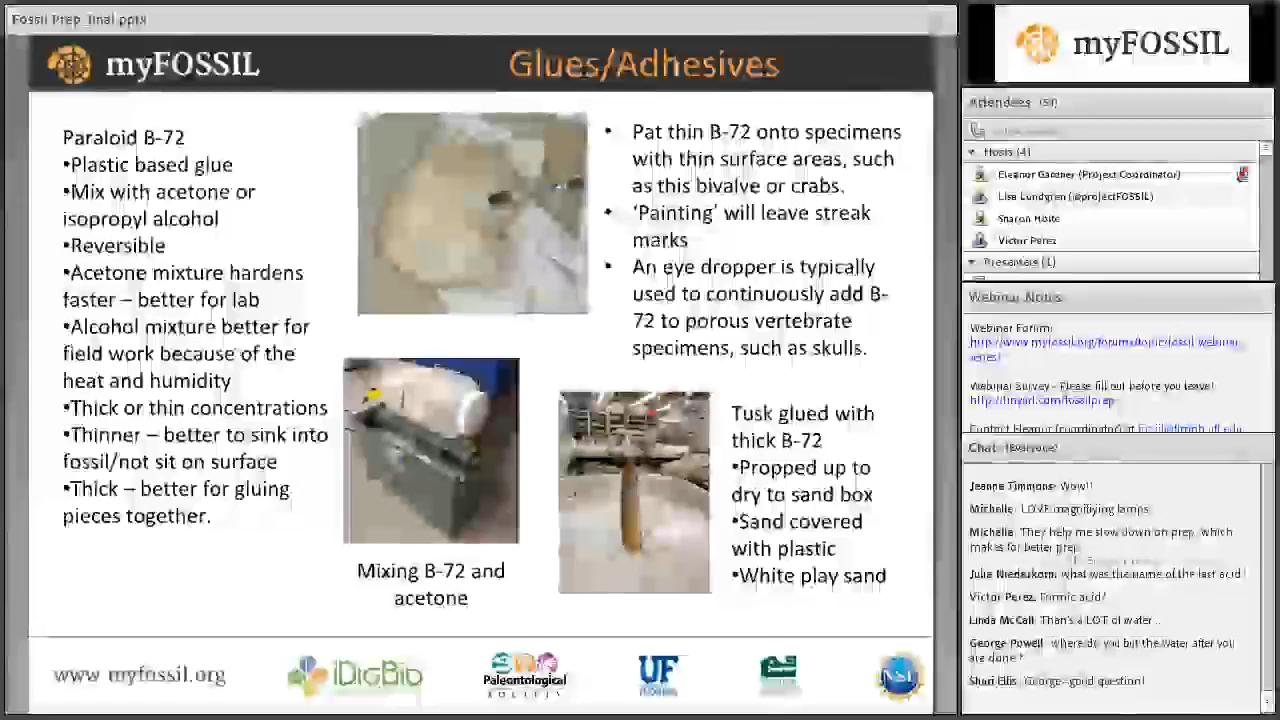 Fossil Prep final.pptx
myFOSSIL
Glues/Adhesives
Paraloid B-72
•Plastic based glue
•Mix with acetone or
isopropyl alcohol
•Reversible
•Acetone mixture hardens
faster – better for lab
•Alcohol mixture better for
field work because of the
heat and humidity
•Thick or thin concentrations
•Thinner – better to sink into
fossil/not sit on surface
•Thick – better for gluing
pieces together.
Mixing B-72 and
acetone
• Pat thin B-72 onto specimens
with thin surface areas, such
as this bivalve or crabs.
• ‘Painting’ will leave streak
marks
• An eye dropper is typically
used to continuously add B-
72 to porous vertebrate
specimens, such as skulls.
Tusk glued with
thick B-72
•Propped up to
dry to sand box
•Sand covered
with plastic
•White play sand
www.myfossil.org
iDigBio
Paleontological
SOCIETY
UF
FLORIDA
NSF
myFOSSIL
Attendees
Hosts (4)
Eleanor Gardner (Project Coordinator)
Lisa Lundgren (@projectFOSSIL)
Sharon Holte
Victor Perez
Presenters (1)
Webinar Notes
Webinar Forum:
http://www.myfossil.org/forums/topic/fossil-webinar-
series/
Webinar Survey - Please fill out before you leave!
http://tinyurl.com/fossilprep
Contact Eleanor (coordinator) at
Chat (Everyone)
Jeanne Timmons: Wow!!
Michelle: LOVE magnifying lamps
Michelle: They help me slow down on prep, which
makes for better prep
Julie Niederkorn: what was the name of the last acid
Victor Perez: Formic acid?
Linda McCall: That's a LOT of water...
George Powell: where do you put the water after you
are done?
Shari Ellis: George--good question!